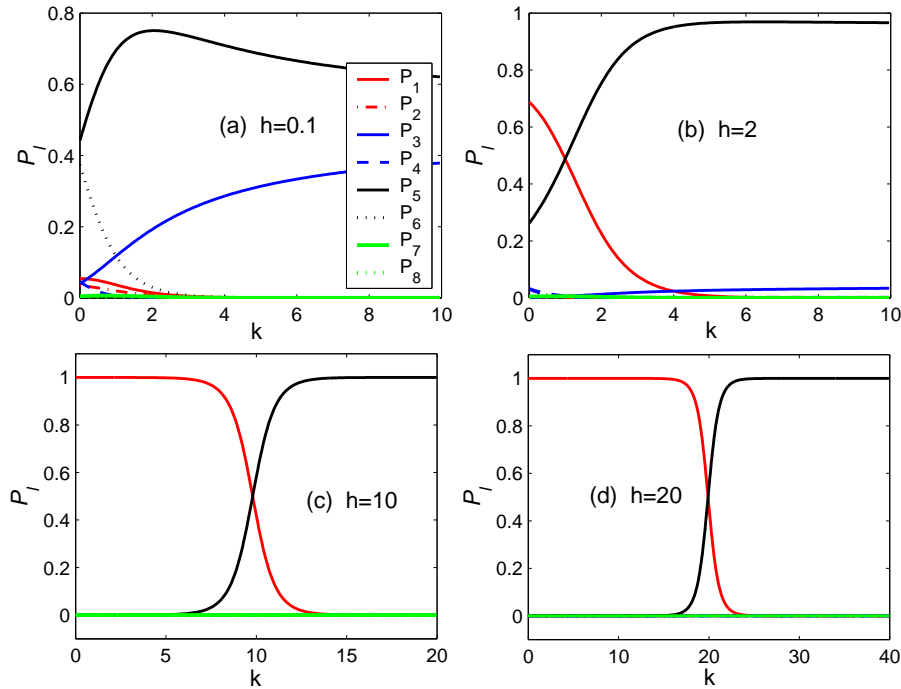 0.8
0.6
0.4
0.2
0
P_l
(a) h=0.1
P_1
P_2
P_3
P_4
P_5
P_6
P_7
P_8
0 2 4 6 8 10
k
1
0.8
0.6
0.4
0.2
0
P_l
(b) h=2
0 2 4 6 8 10
k
1
0.8
0.6
0.4
0.2
0
P_l
(c) h=10
0 5 10 15 20
k
1
0.8
0.6
0.4
0.2
0
P_l
(d) h=20
0 10 20 30 40
k